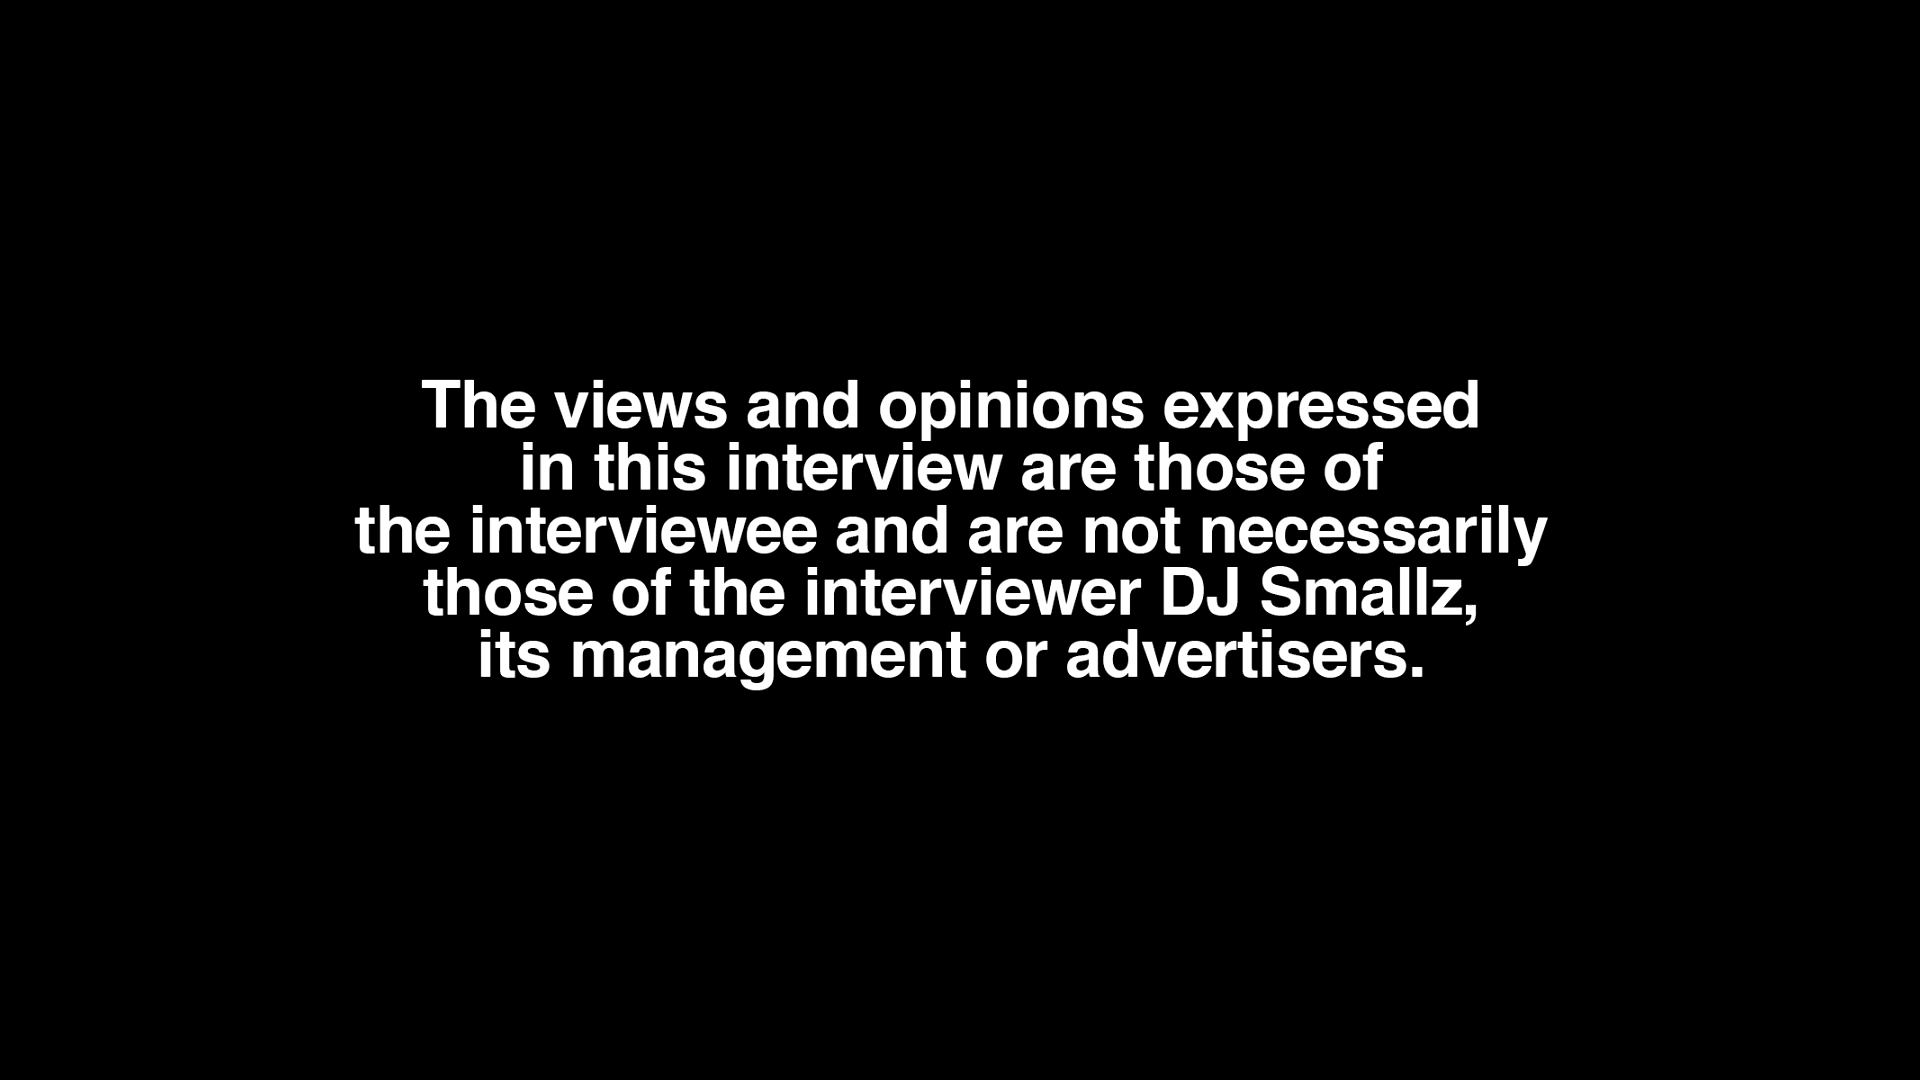 The views and opinions expressed
in this interview are those of
the interviewee and are not necessarily
those of the interviewer DJ Smallz,
its management or advertisers.